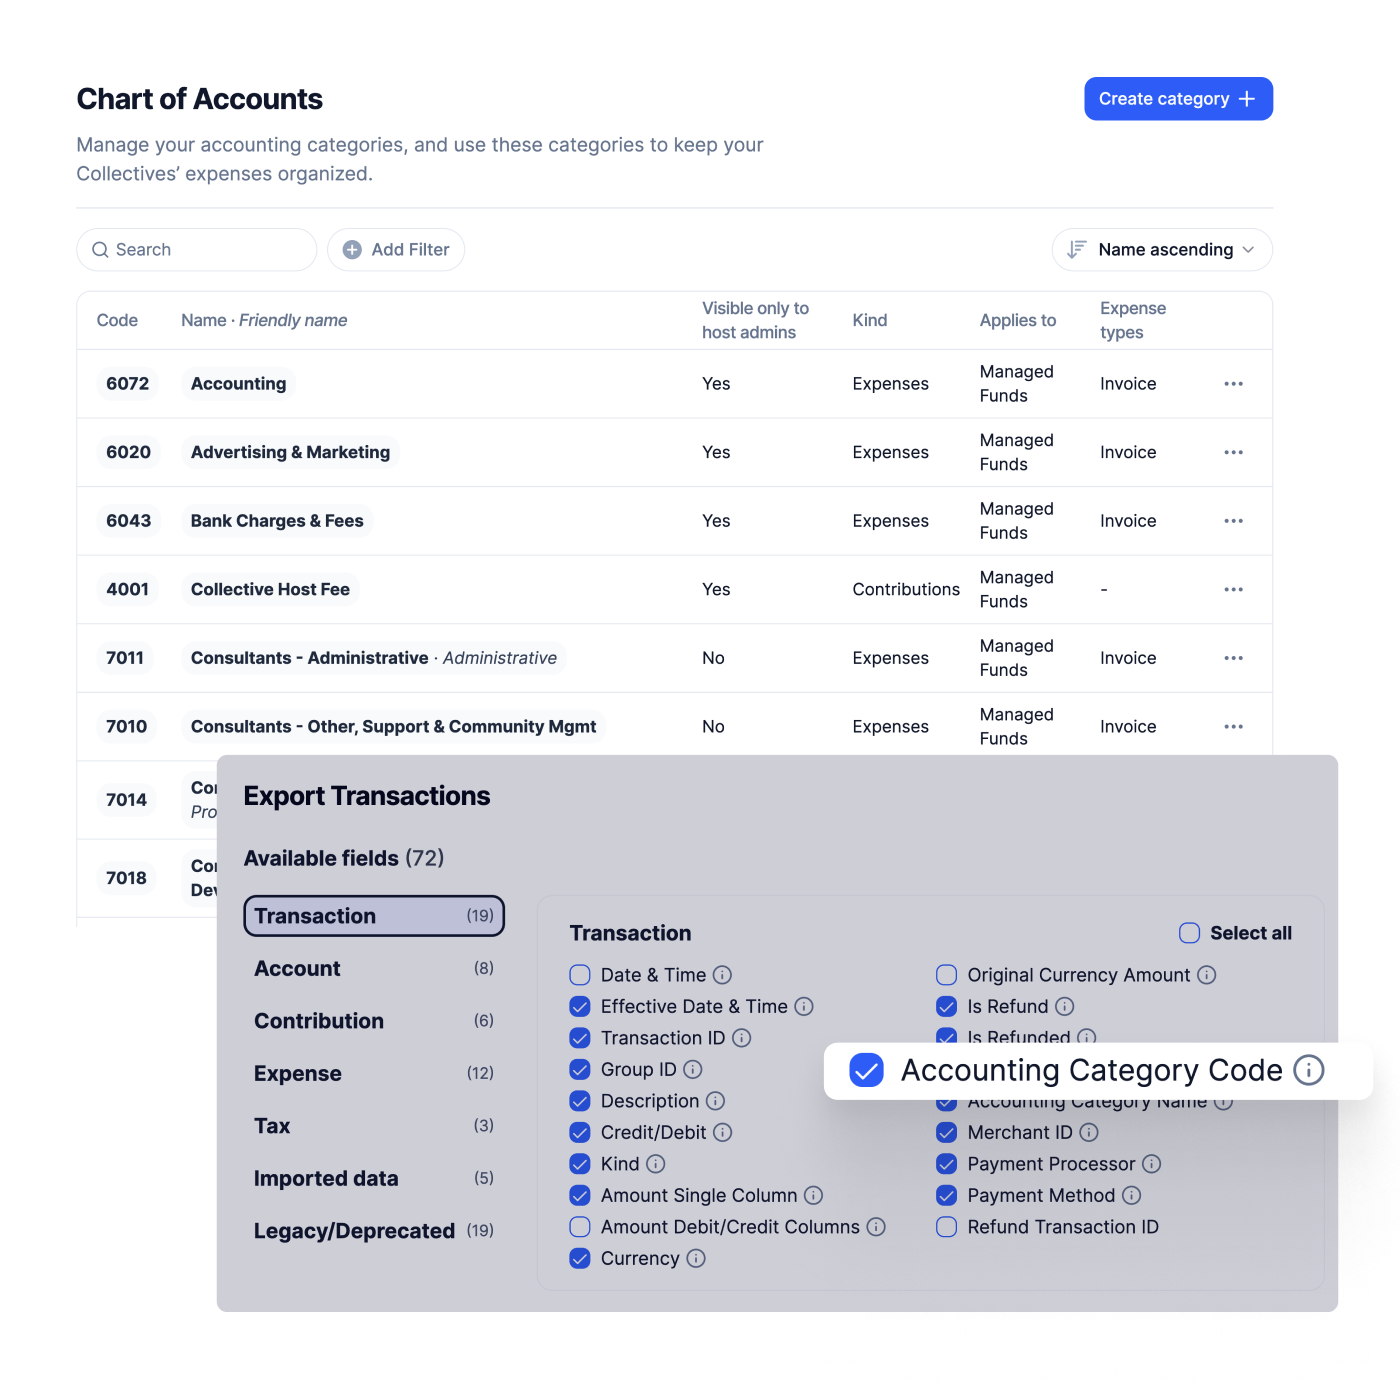 Chart of Accounts
Create category
Manage your accounting categories, and use these categories to keep your
Collectives’ expenses organized.
Search
Add Filter
Name ascending
Code
Name · Friendly name
Visible only to
host admins
Kind
Applies to
Expense
types
6072
Accounting
Yes
Expenses
Managed
Funds
Invoice
6020
Advertising & Marketing
Yes
Expenses
Managed
Funds
Invoice
6043
Bank Charges & Fees
Yes
Expenses
Managed
Funds
Invoice
4001
Collective Host Fee
Yes
Contributions
Managed
Funds
-
7011
Consultants - Administrative · Administrative
No
Expenses
Managed
Funds
Invoice
7010
Consultants - Other, Support & Community Mgmt
No
Expenses
Managed
Funds
Invoice
7014
7018
Export Transactions
Available fields (72)
Transaction (19)
Account (8)
Contribution (6)
Expense (12)
Tax (3)
Imported data (5)
Legacy/Deprecated (19)
Transaction
Select all
Date & Time
Effective Date & Time
Transaction ID
Group ID
Description
Credit/Debit
Kind
Amount Single Column
Amount Debit/Credit Columns
Currency
Original Currency Amount
Is Refund
Is Refunded
Accounting Category Code
Accounting Category Name
Merchant ID
Payment Processor
Payment Method
Refund Transaction ID